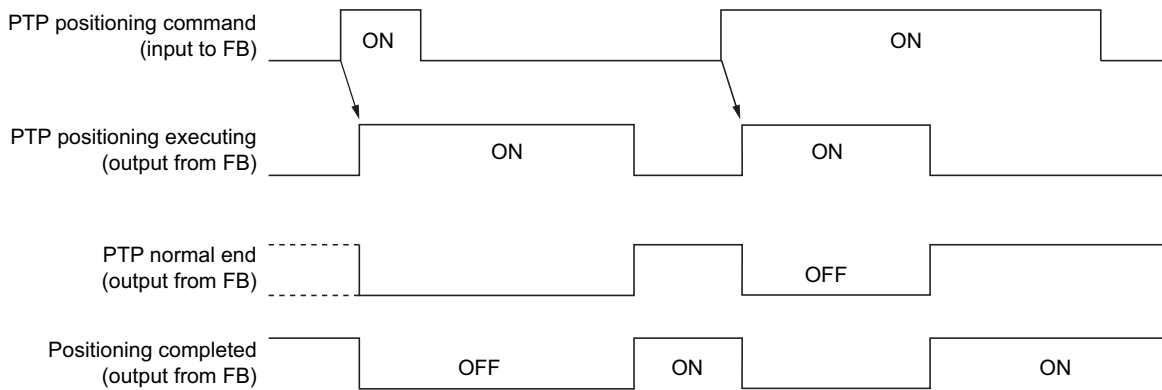 PTP positioning command
(input to FB)
ON
ON
PTP positioning executing
(output from FB)
ON
ON
PTP normal end
(output from FB)
OFF
Positioning completed
(output from FB)
OFF
ON
ON